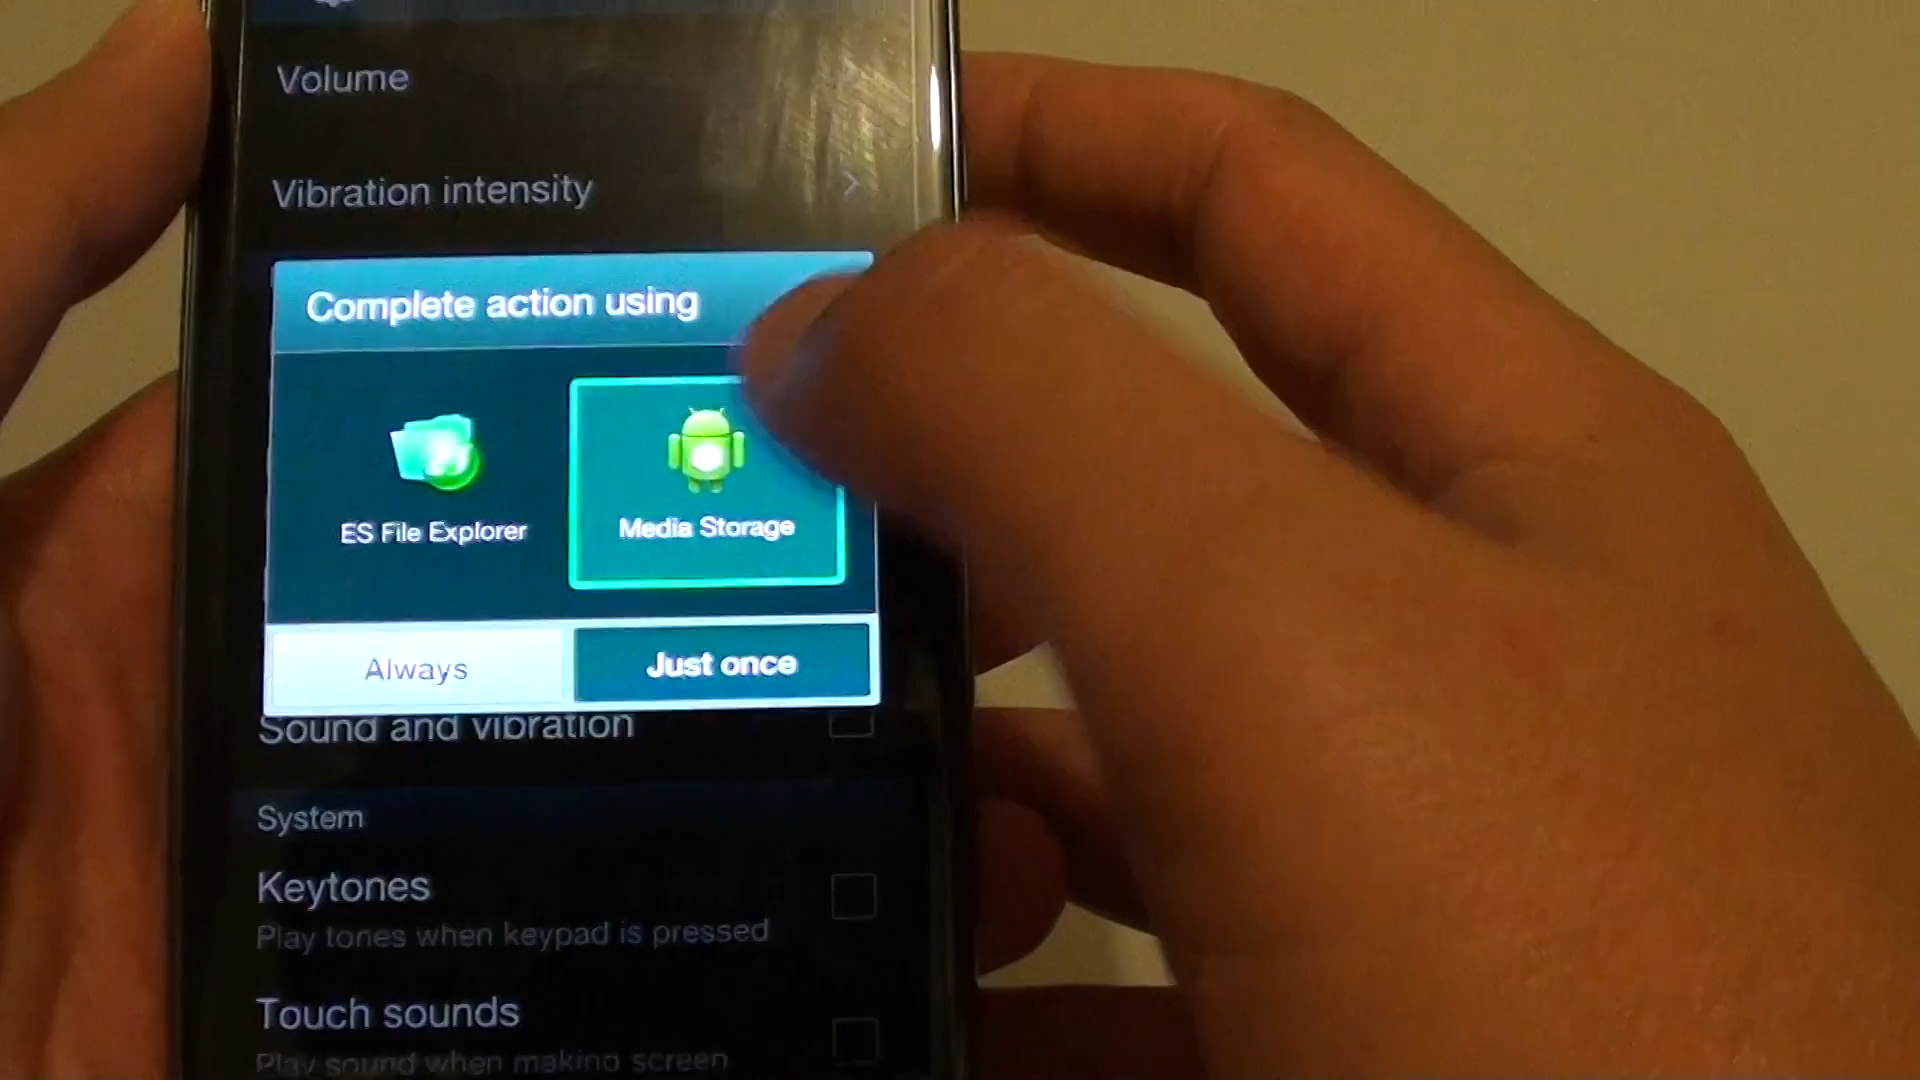 Volume
Vibration intensity
Complete action using
ES File Explorer
Media Storage
Always
Just once
Sound and vibration
System
Keytones
Play tones when keypad is pressed
Touch sounds
Play sound when making screen